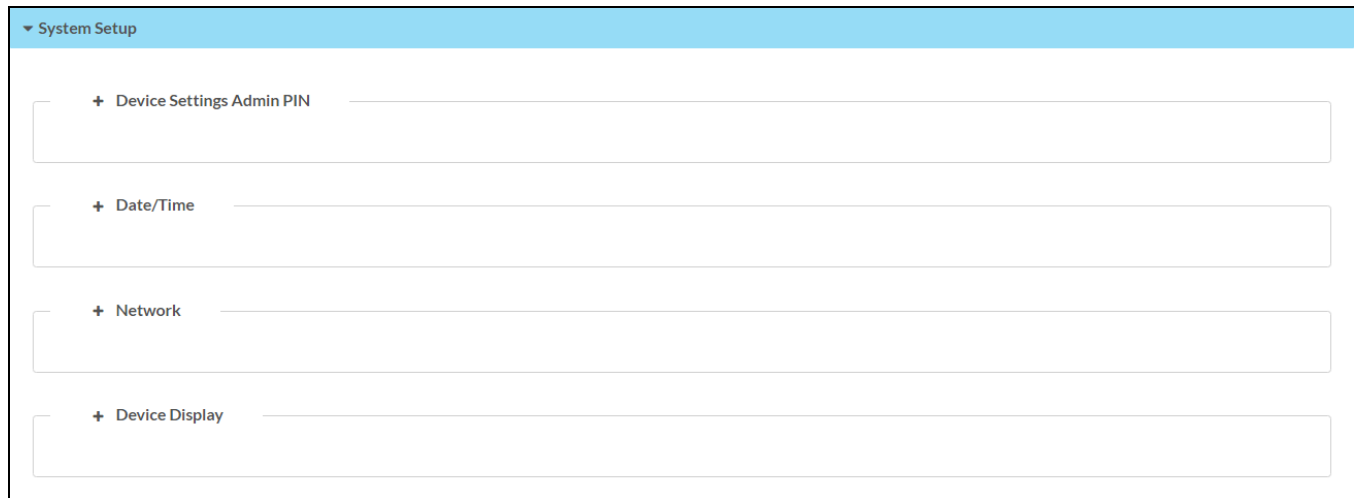 System Setup
Device Settings Admin PIN
Date/Time
Network
Device Display